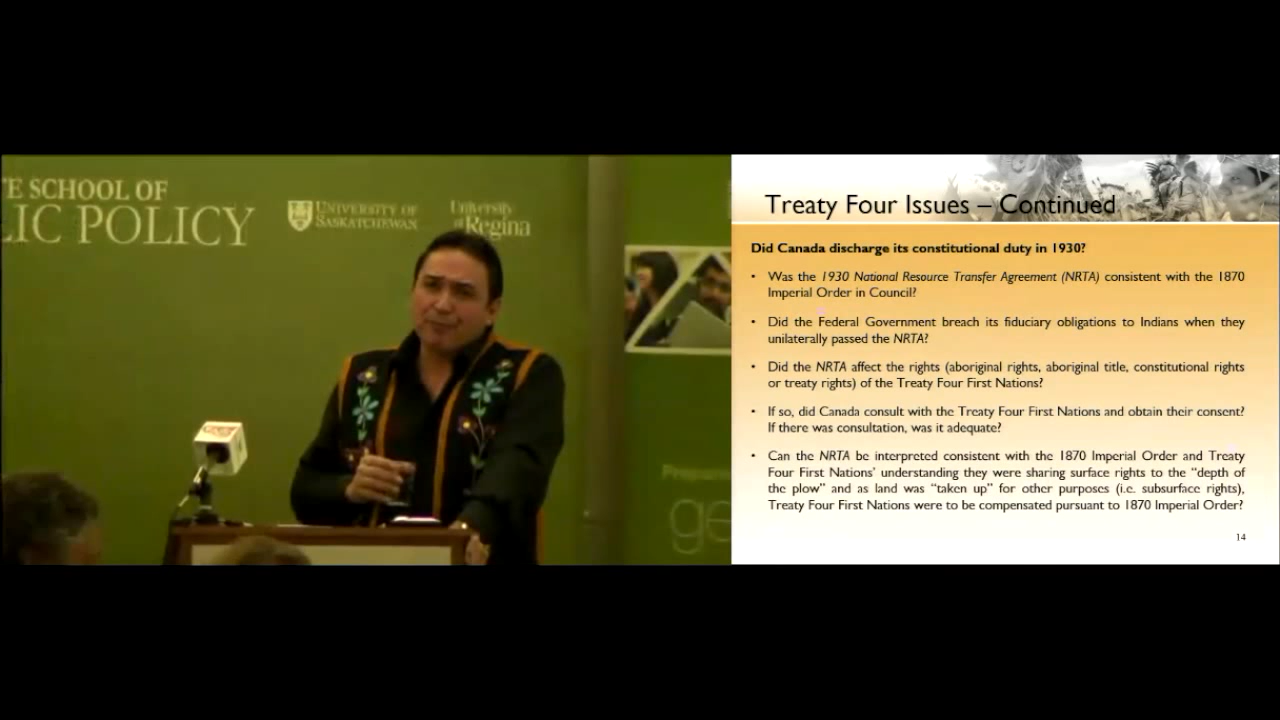 TE SCHOOL OF
LIC POLICY
UNIVERSITY OF
SASKATCHEWAN
University
of Regina
ge
Treaty Four Issues – Continued
Did Canada discharge its constitutional duty in 1930?
• Was the 1930 National Resource Transfer Agreement (NRTA) consistent with the 1870
Imperial Order in Council?
• Did the Federal Government breach its fiduciary obligations to Indians when they
unilaterally passed the NRTA?
• Did the NRTA affect the rights (aboriginal rights, aboriginal title, constitutional rights
or treaty rights) of the Treaty Four First Nations?
• If so, did Canada consult with the Treaty Four First Nations and obtain their consent?
If there was consultation, was it adequate?
• Can the NRTA be interpreted consistent with the 1870 Imperial Order and Treaty
Four First Nations’ understanding they were sharing surface rights to the “depth of
the plow” and as land was “taken up” for other purposes (i.e. subsurface rights),
Treaty Four First Nations were to be compensated pursuant to 1870 Imperial Order?
14